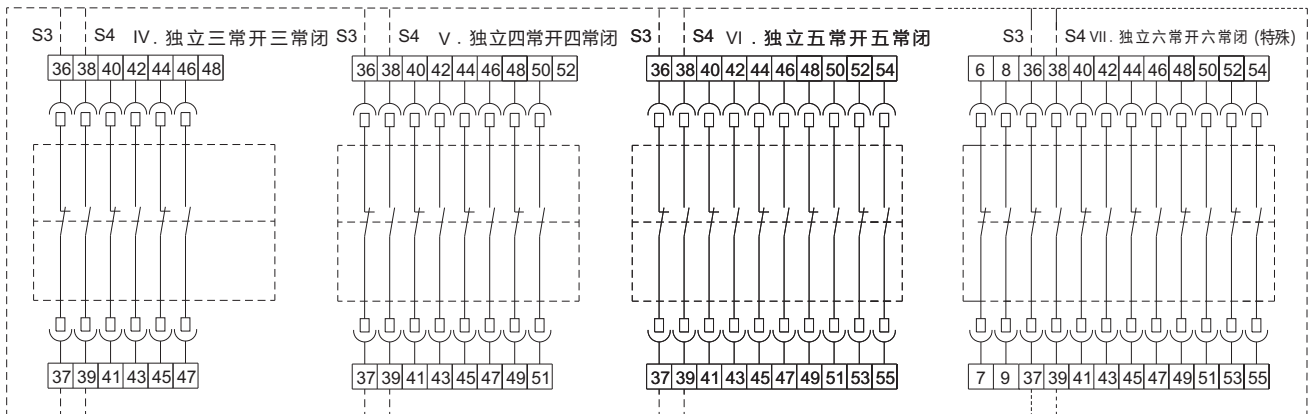 S3 S4 IV. 独立三常开三常闭 S3 S4 V. 独立四常开四常闭 S3 S4 VI. 独立五常开五常闭 S3 S4 VII. 独立六常开六常闭 (特殊)
36 38 40 42 44 46 48 36 38 40 42 44 46 48 50 52 36 38 40 42 44 46 48 50 52 54 6 8 36 38 40 42 44 46 48 50 52 54
37 39 41 43 45 47 37 39 41 43 45 47 49 51 37 39 41 43 45 47 49 51 53 55 7 9 37 39 41 43 45 47 49 51 53 55